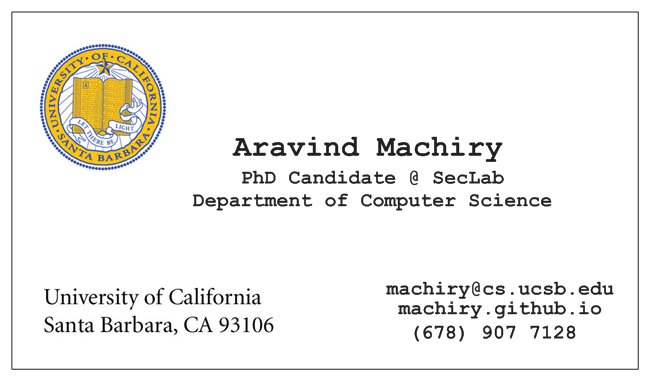 UNIVERSITY · OF · CALIFORNIA
LET THERE BE LIGHT
· SANTA BARBARA ·
A
Aravind Machiry
PhD Candidate @ SecLab
Department of Computer Science
University of California
Santa Barbara, CA 93106
machiry@cs.ucsb.edu
machiry.github.io
(678) 907 7128